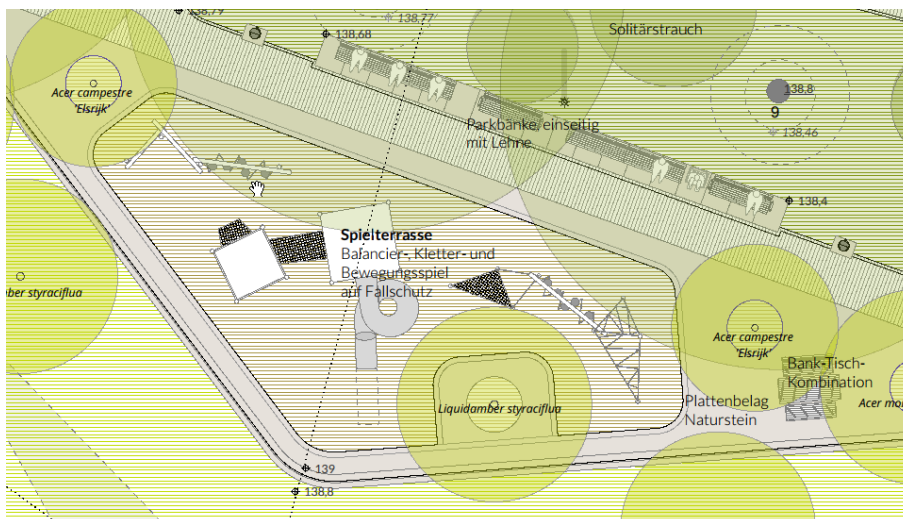 138,79
138,77
138,68
Solitärstrauch
Acer campestre
'Elsrijk'
138,8
9
138,46
Parkbänke, einseitig
mit Lehne
138,4
Spielterrasse
Balancier-, Kletter- und
Bewegungsspiel
auf Fallschutz
ber styraciflua
Acer campestre
'Elsrijk'
Bank-Tisch-
Kombination
Plattenbelag
Naturstein
Acer mo
Liquidamber styraciflua
139
138,8